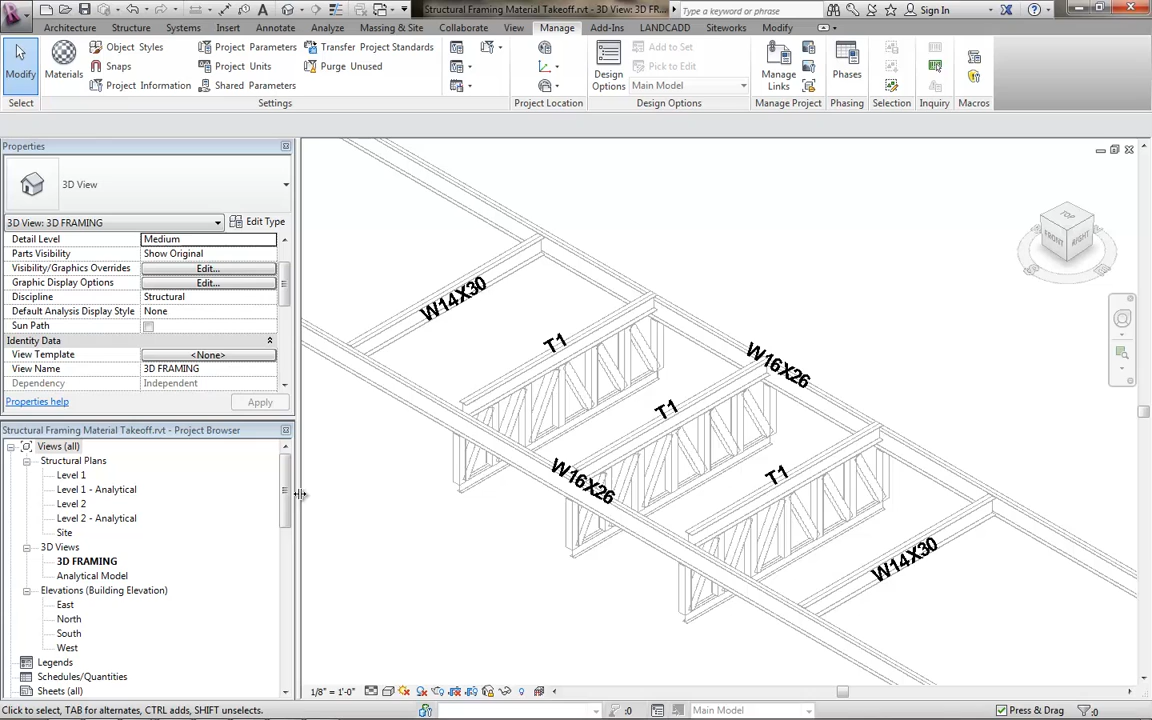 Structural Framing Material Takeoff.rvt - 3D View: 3D FR...
Type a keyword or phrase
Sign In
Architecture Structure Systems Insert Annotate Analyze Massing & Site Collaborate View Manage Add-Ins LANDCADD Siteworks Modify
Modify
Materials
Object Styles
Snaps
Project Information
Project Parameters
Project Units
Shared Parameters
Transfer Project Standards
Purge Unused
Design Options
Add to Set
Pick to Edit
Main Model
Manage Links
Phases
Select
Settings
Project Location
Design Options
Manage Project
Phasing
Selection
Inquiry
Macros
Properties
3D View
3D View: 3D FRAMING
Edit Type
Detail Level Medium
Parts Visibility Show Original
Visibility/Graphics Overrides Edit...
Graphic Display Options Edit...
Discipline Structural
Default Analysis Display Style None
Sun Path
Identity Data
View Template <None>
View Name 3D FRAMING
Dependency Independent
Properties help
Apply
Structural Framing Material Takeoff.rvt - Project Browser
Views (all)
Structural Plans
Level 1
Level 1 - Analytical
Level 2
Level 2 - Analytical
Site
3D Views
3D FRAMING
Analytical Model
Elevations (Building Elevation)
East
North
South
West
Legends
Schedules/Quantities
Sheets (all)
W14X30
T1
W16X26
T1
W16X26
T1
W14X30
TOP
FRONT
RIGHT
1/8" = 1'-0"
Click to select, TAB for alternates, CTRL adds, SHIFT unselects.
:0
Main Model
Press & Drag
:0